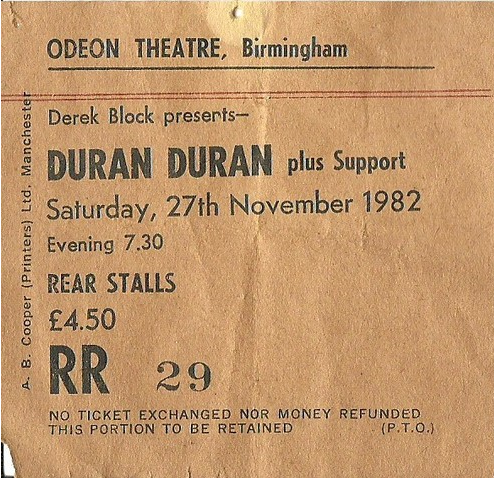 ODEON THEATRE, Birmingham
Derek Block presents—
DURAN DURAN plus Support
Saturday, 27th November 1982
Evening 7.30
REAR STALLS
£4.50
RR 29
NO TICKET EXCHANGED NOR MONEY REFUNDED
THIS PORTION TO BE RETAINED (P.T.O.)
A. B. Cooper (Printers) Ltd. Manchester